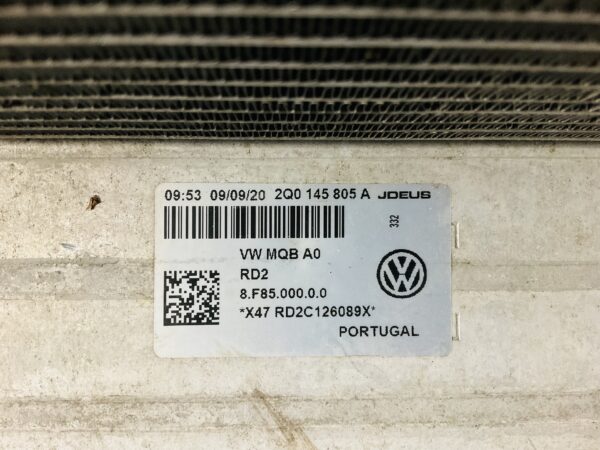 09:53 09/09/20 2Q0 145 805 A JDEUS
332
VW MQB A0
RD2
8.F85.000.0.0
*X47 RD2C126089X*
PORTUGAL